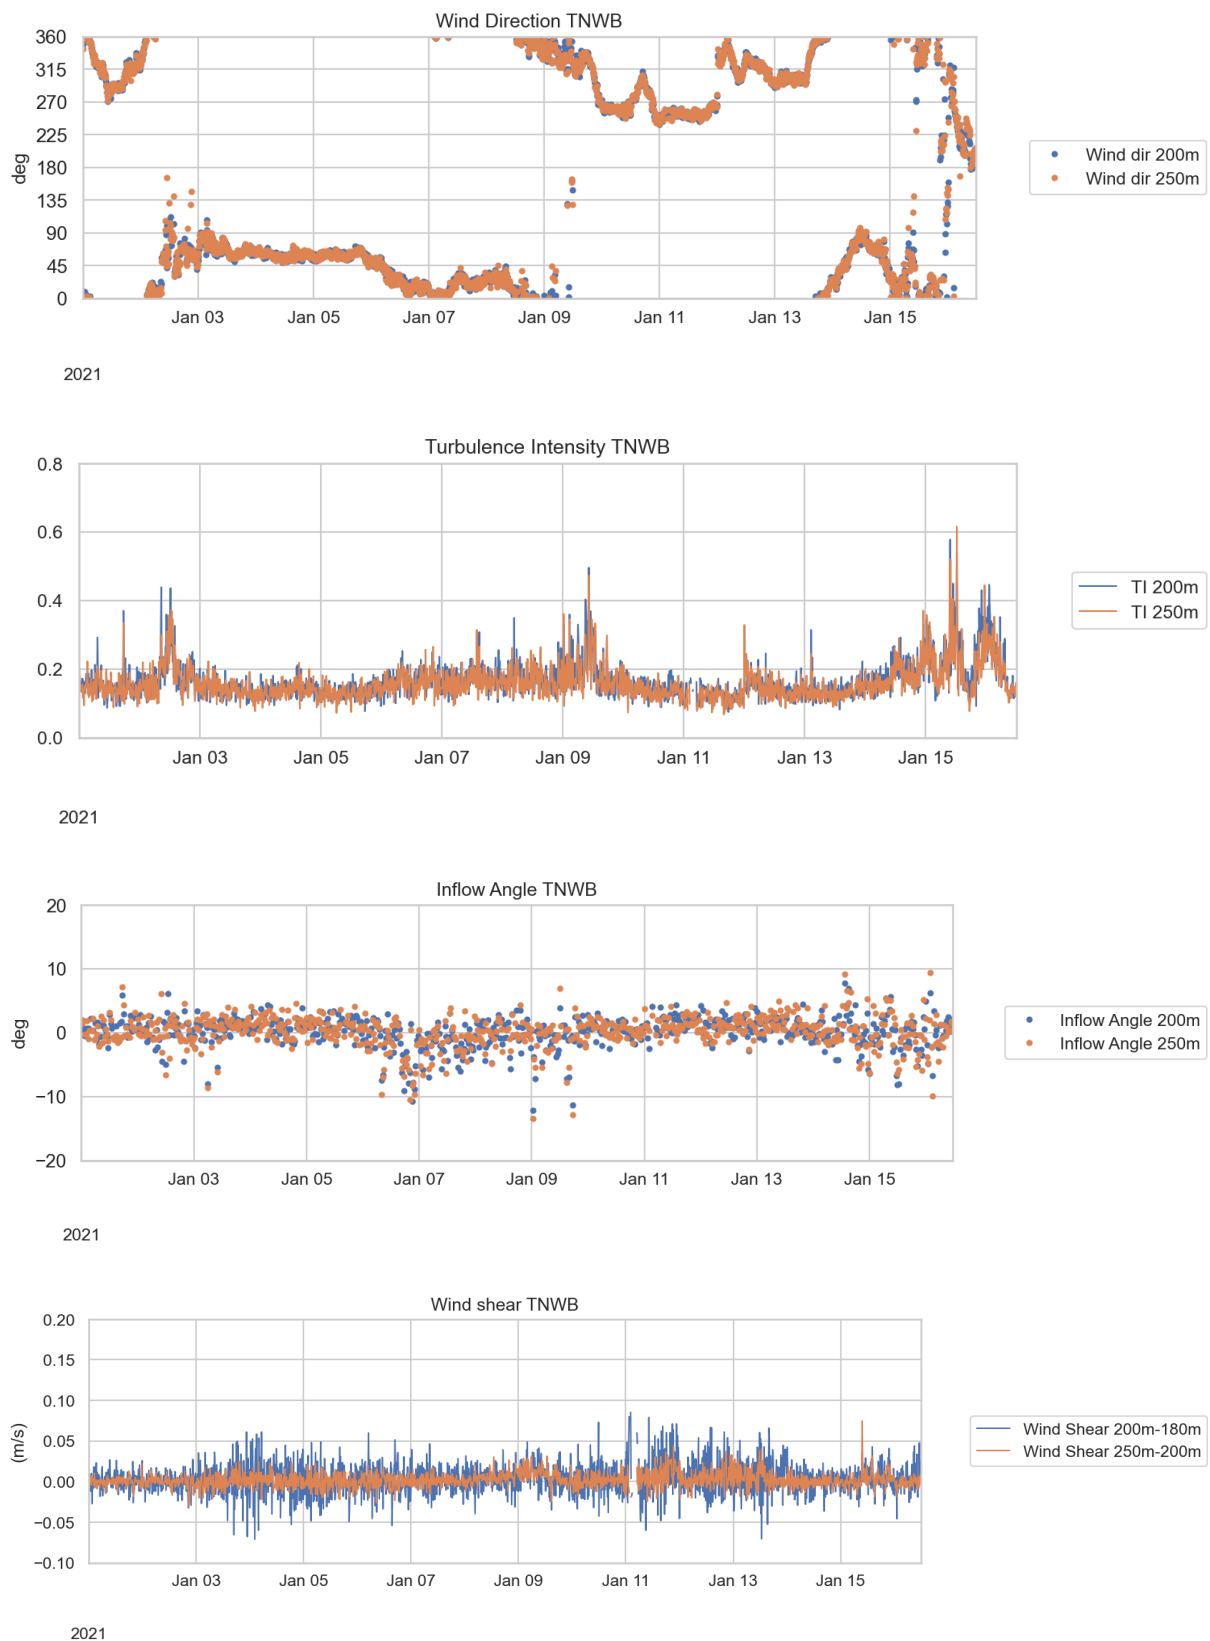 Wind Direction TNWB
360
315
270
225
180
135
90
45
0
deg
Jan 03 Jan 05 Jan 07 Jan 09 Jan 11 Jan 13 Jan 15
2021
Wind dir 200m
Wind dir 250m
Turbulence Intensity TNWB
0.8
0.6
0.4
0.2
0.0
Jan 03 Jan 05 Jan 07 Jan 09 Jan 11 Jan 13 Jan 15
2021
TI 200m
TI 250m
Inflow Angle TNWB
20
10
0
−10
−20
deg
Jan 03 Jan 05 Jan 07 Jan 09 Jan 11 Jan 13 Jan 15
2021
Inflow Angle 200m
Inflow Angle 250m
Wind shear TNWB
0.20
0.15
0.10
0.05
0.00
−0.05
−0.10
(m/s)
Jan 03 Jan 05 Jan 07 Jan 09 Jan 11 Jan 13 Jan 15
2021
Wind Shear 200m-180m
Wind Shear 250m-200m